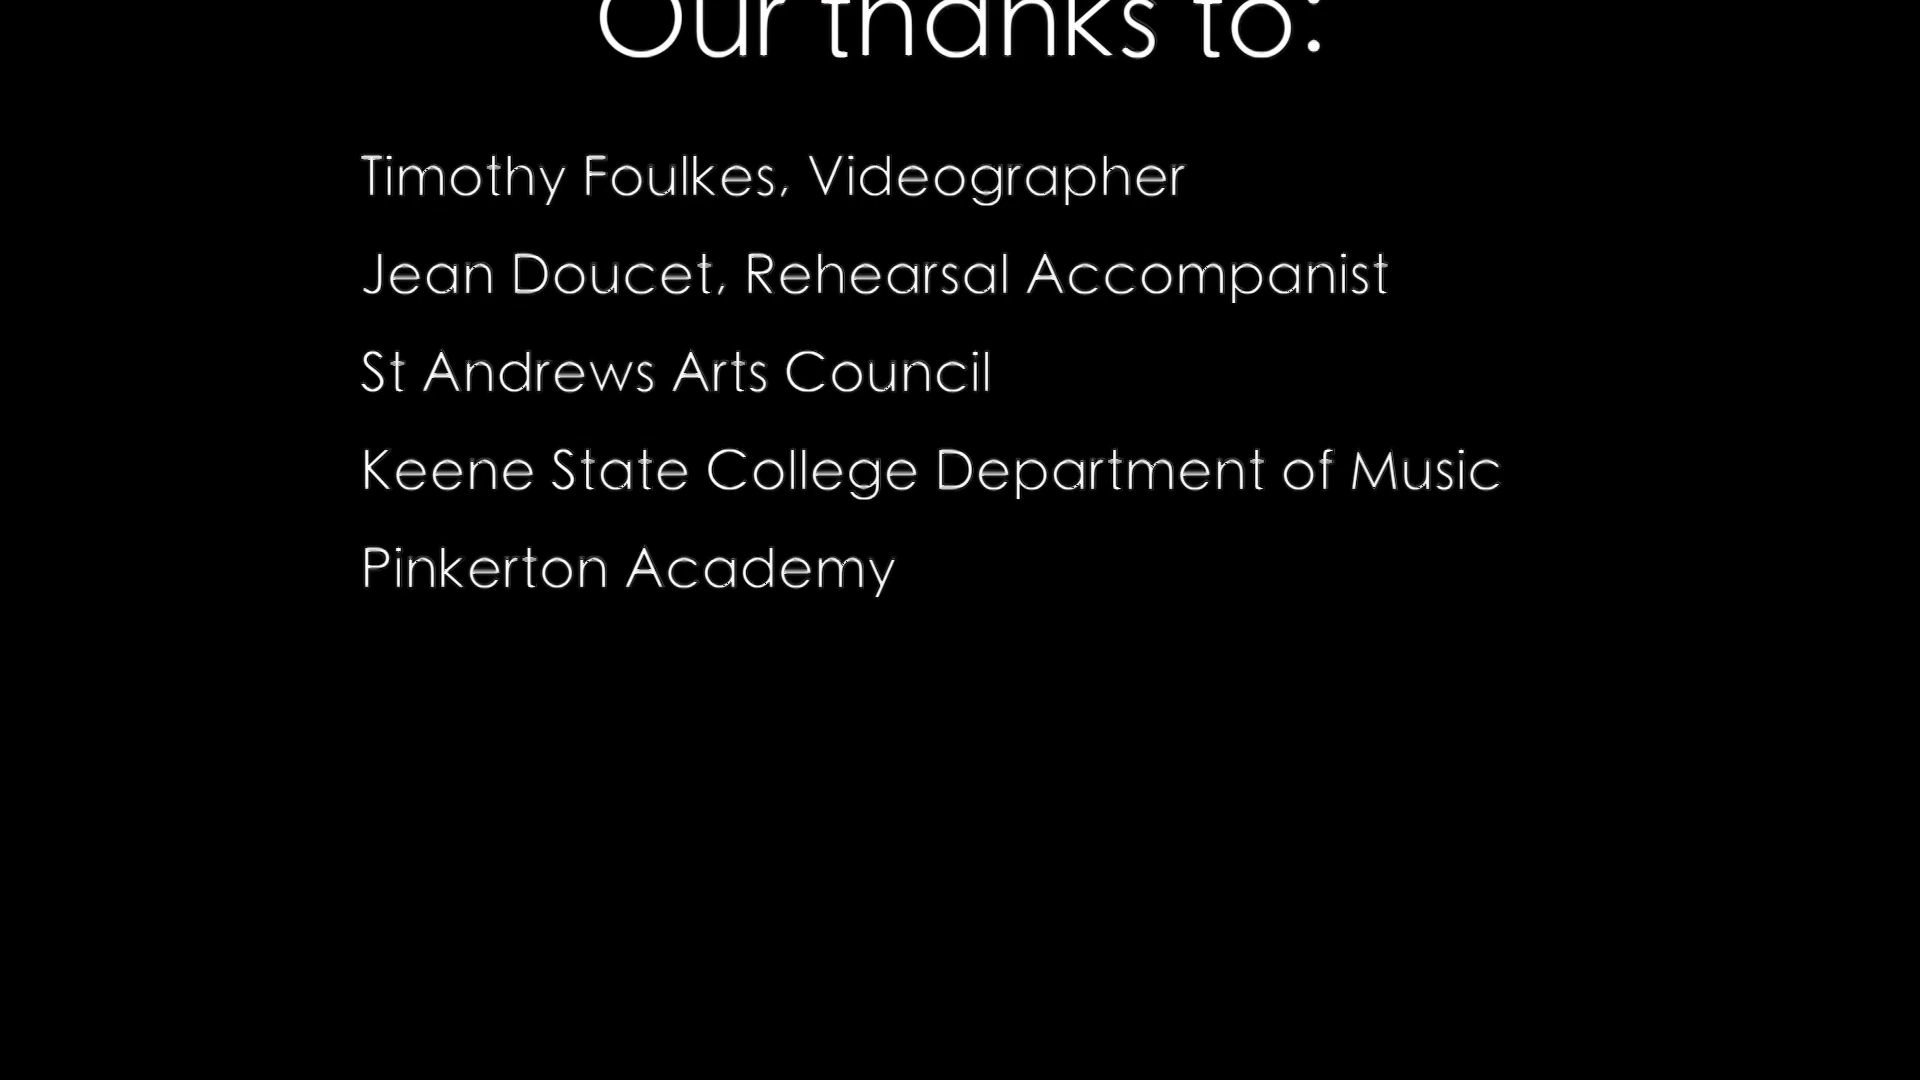 Our thanks to:
Timothy Foulkes, Videographer
Jean Doucet, Rehearsal Accompanist
St Andrews Arts Council
Keene State College Department of Music
Pinkerton Academy